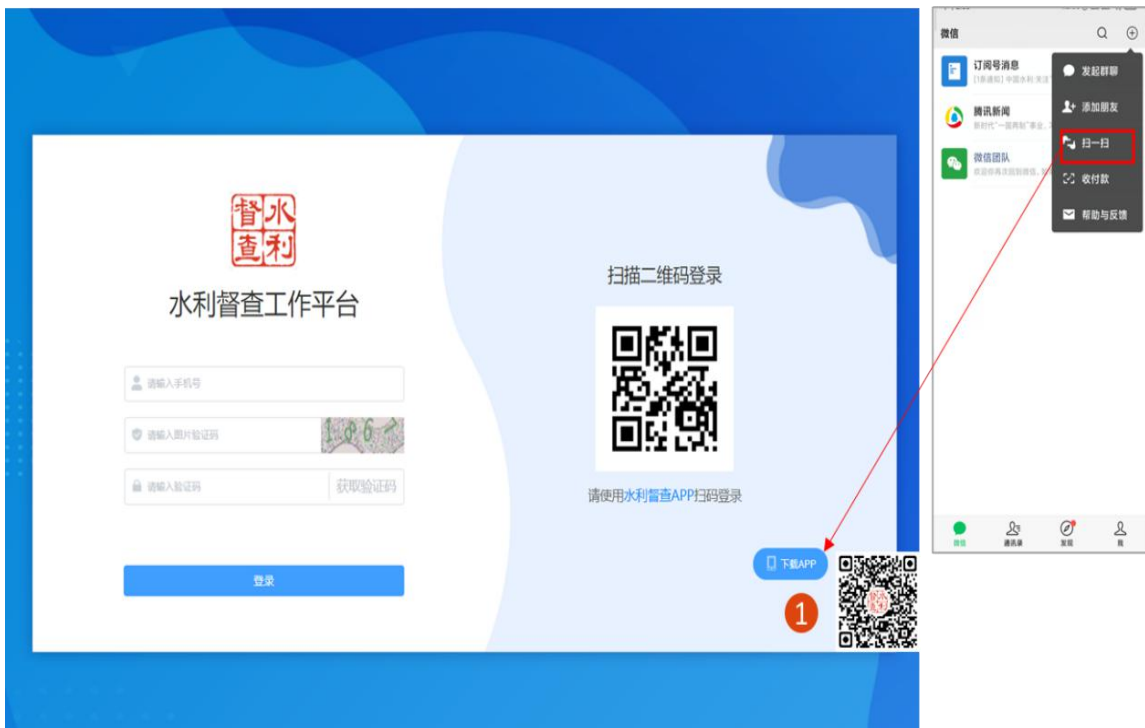 督水
查利
水利督查工作平台
请输入手机号
请输入图片验证码
1867
请输入验证码
获取验证码
登录
扫描二维码登录
请使用水利督查APP扫码登录
下载APP
1
微信
订阅号消息
腾讯新闻
微信团队
发起群聊
添加朋友
扫一扫
收付款
帮助与反馈
微信
通讯录
发现
我